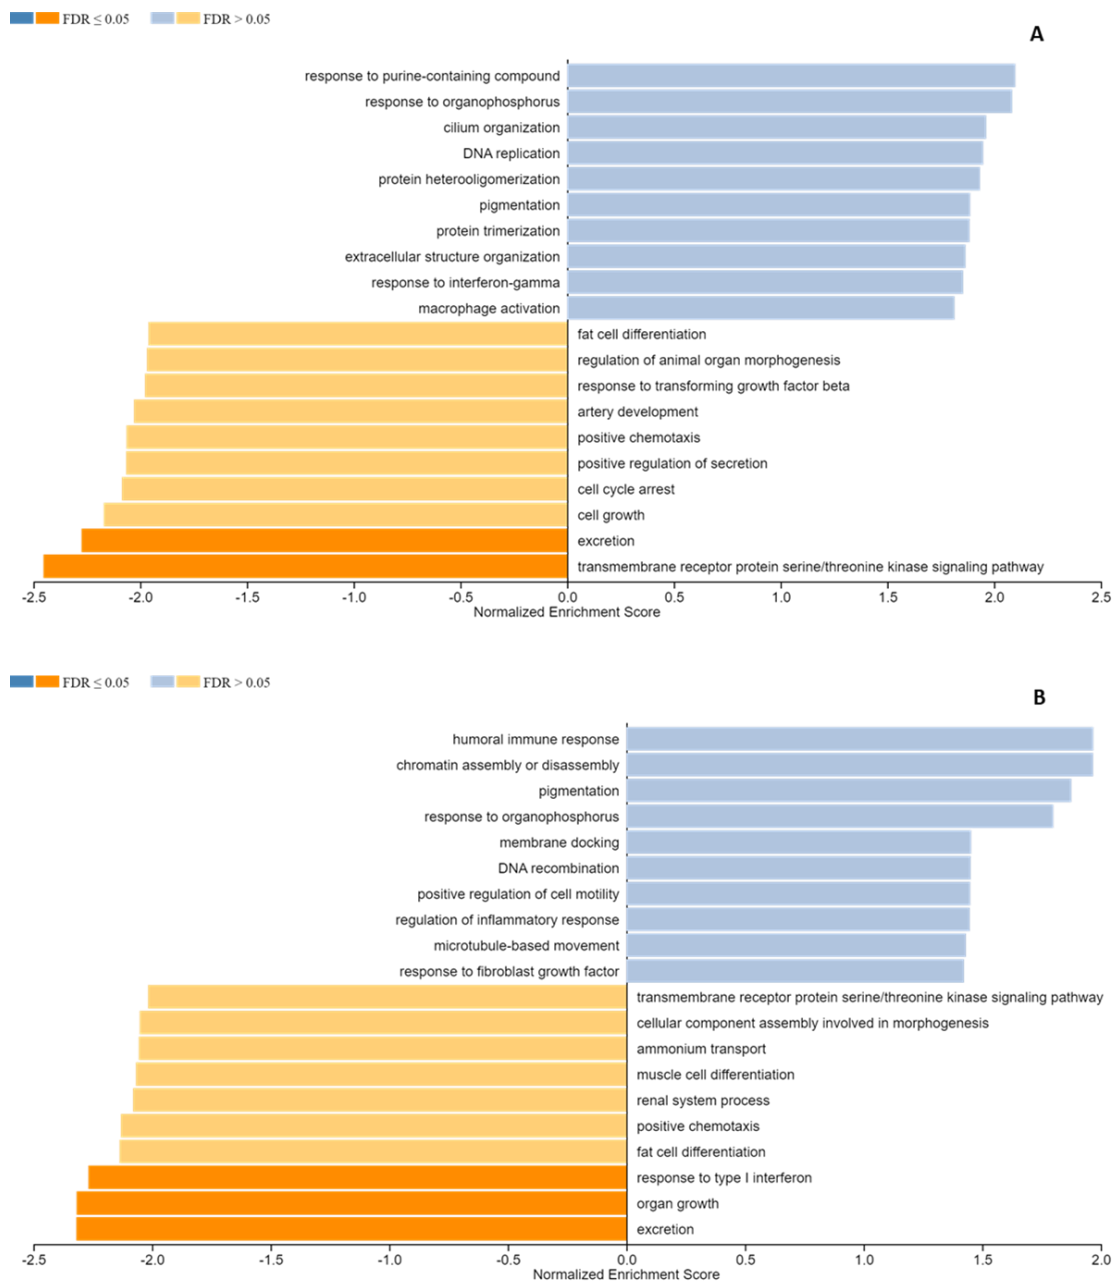 FDR ≤ 0.05 FDR > 0.05
A
response to purine-containing compound
response to organophosphorus
cilium organization
DNA replication
protein heterooligomerization
pigmentation
protein trimerization
extracellular structure organization
response to interferon-gamma
macrophage activation
fat cell differentiation
regulation of animal organ morphogenesis
response to transforming growth factor beta
artery development
positive chemotaxis
positive regulation of secretion
cell cycle arrest
cell growth
excretion
transmembrane receptor protein serine/threonine kinase signaling pathway
-2.5 -2.0 -1.5 -1.0 -0.5 0.0 0.5 1.0 1.5 2.0 2.5
Normalized Enrichment Score
FDR ≤ 0.05 FDR > 0.05
B
humoral immune response
chromatin assembly or disassembly
pigmentation
response to organophosphorus
membrane docking
DNA recombination
positive regulation of cell motility
regulation of inflammatory response
microtubule-based movement
response to fibroblast growth factor
transmembrane receptor protein serine/threonine kinase signaling pathway
cellular component assembly involved in morphogenesis
ammonium transport
muscle cell differentiation
renal system process
positive chemotaxis
fat cell differentiation
response to type I interferon
organ growth
excretion
-2.5 -2.0 -1.5 -1.0 -0.5 0.0 0.5 1.0 1.5 2.0
Normalized Enrichment Score